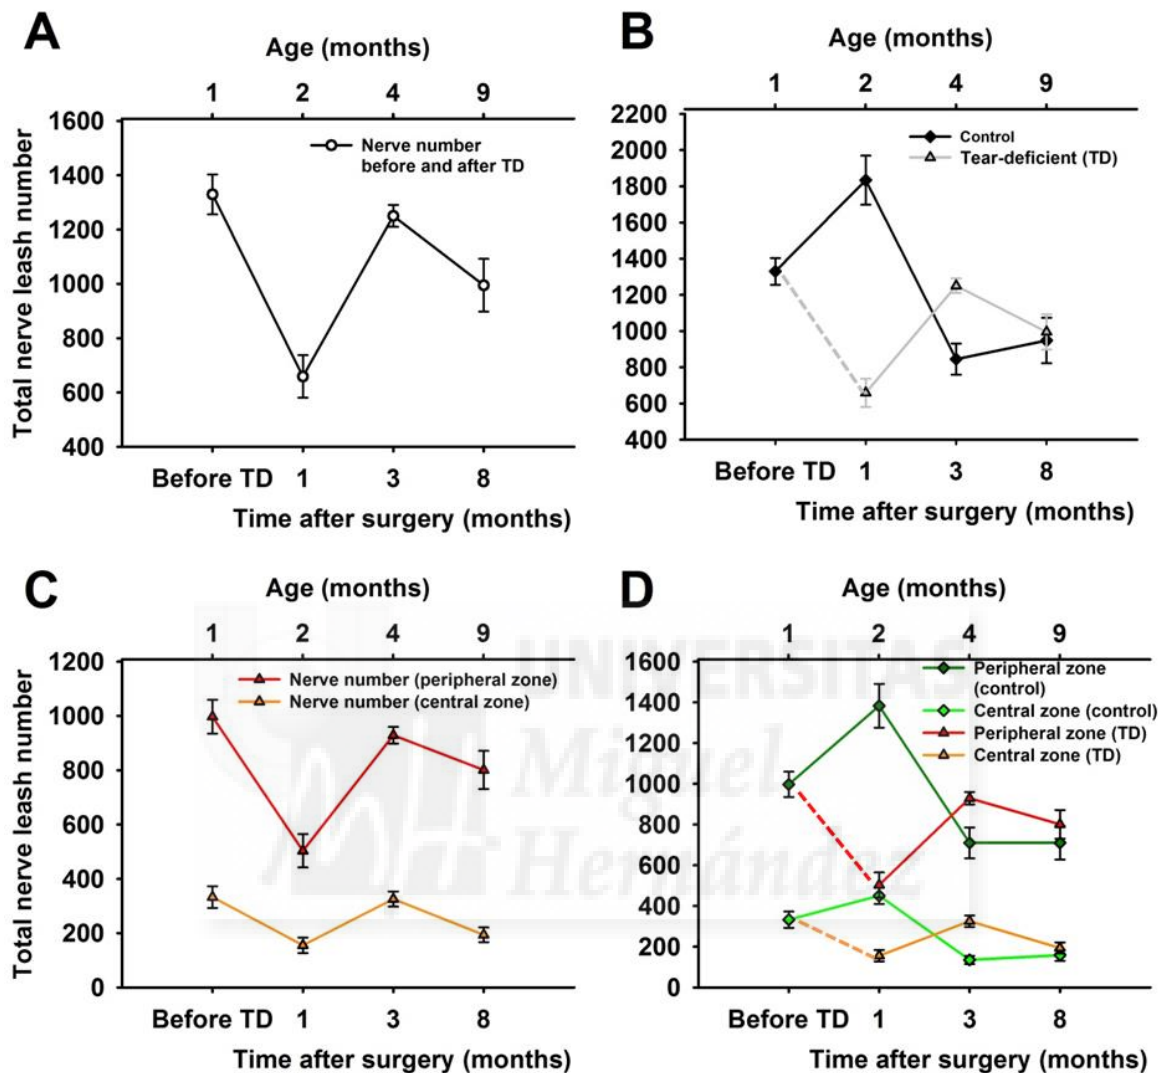 A
Age (months)
1 2 4 9
1600
1400
1200
1000
800
600
400
Total nerve leash number
Nerve number
before and after TD
Before TD 1 3 8
Time after surgery (months)
B
Age (months)
1 2 4 9
2200
2000
1800
1600
1400
1200
1000
800
600
400
Control
Tear-deficient (TD)
Before TD 1 3 8
Time after surgery (months)
C
Age (months)
1 2 4 9
1200
1000
800
600
400
200
0
Total nerve leash number
Nerve number (peripheral zone)
Nerve number (central zone)
Before TD 1 3 8
Time after surgery (months)
D
Age (months)
1 2 4 9
1600
1400
1200
1000
800
600
400
200
0
Peripheral zone
(control)
Central zone (control)
Peripheral zone (TD)
Central zone (TD)
Before TD 1 3 8
Time after surgery (months)
UNIVERSITAS
Miguel
Hernández